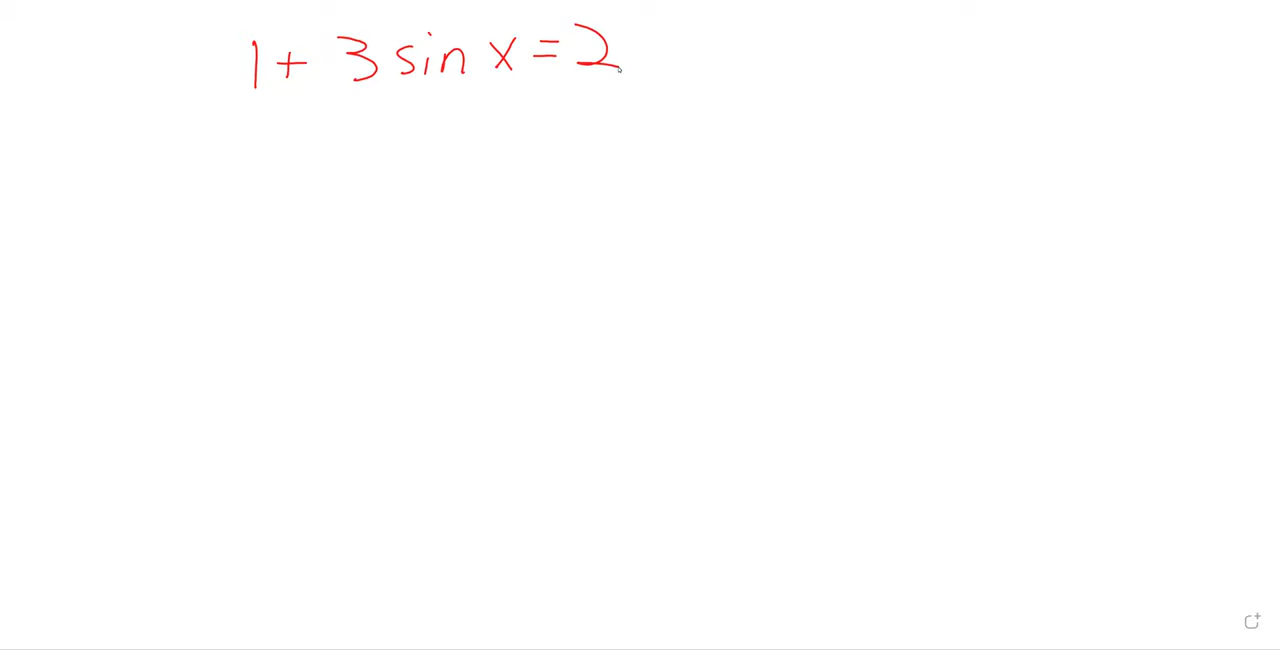 1 + 3 sin x = 2